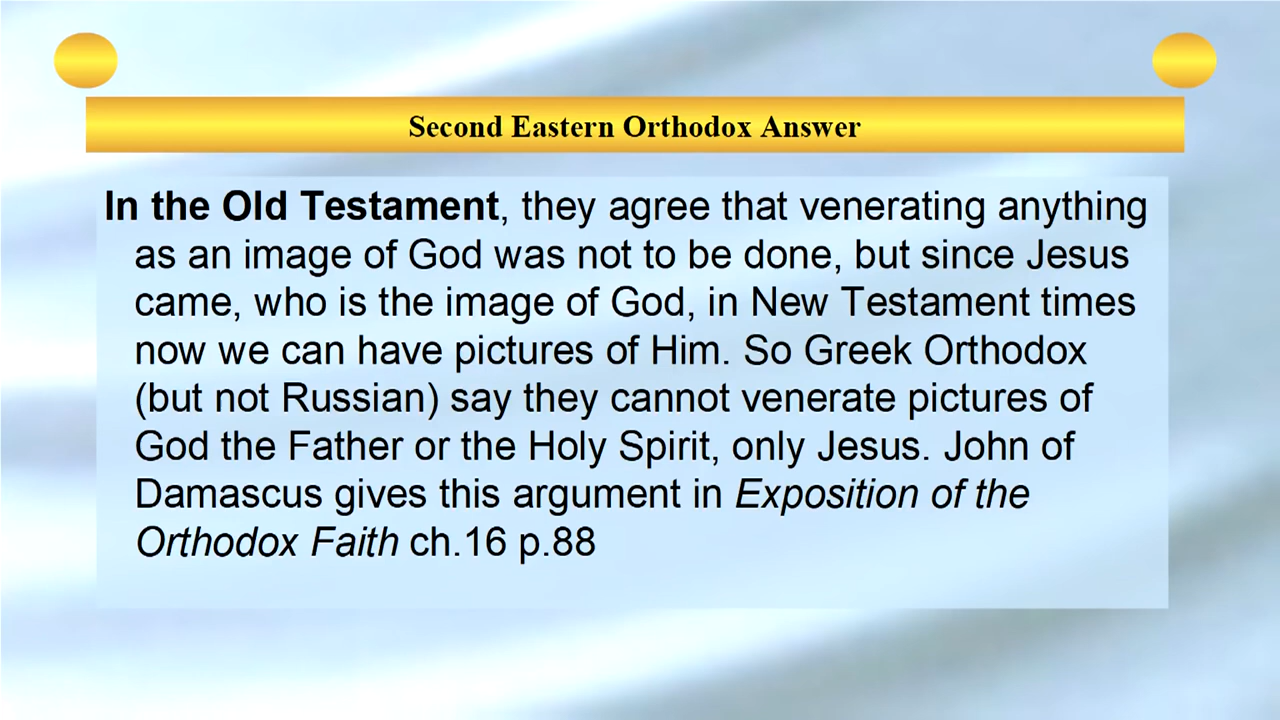 Second Eastern Orthodox Answer
In the Old Testament, they agree that venerating anything
as an image of God was not to be done, but since Jesus
came, who is the image of God, in New Testament times
now we can have pictures of Him. So Greek Orthodox
(but not Russian) say they cannot venerate pictures of
God the Father or the Holy Spirit, only Jesus. John of
Damascus gives this argument in Exposition of the
Orthodox Faith ch.16 p.88